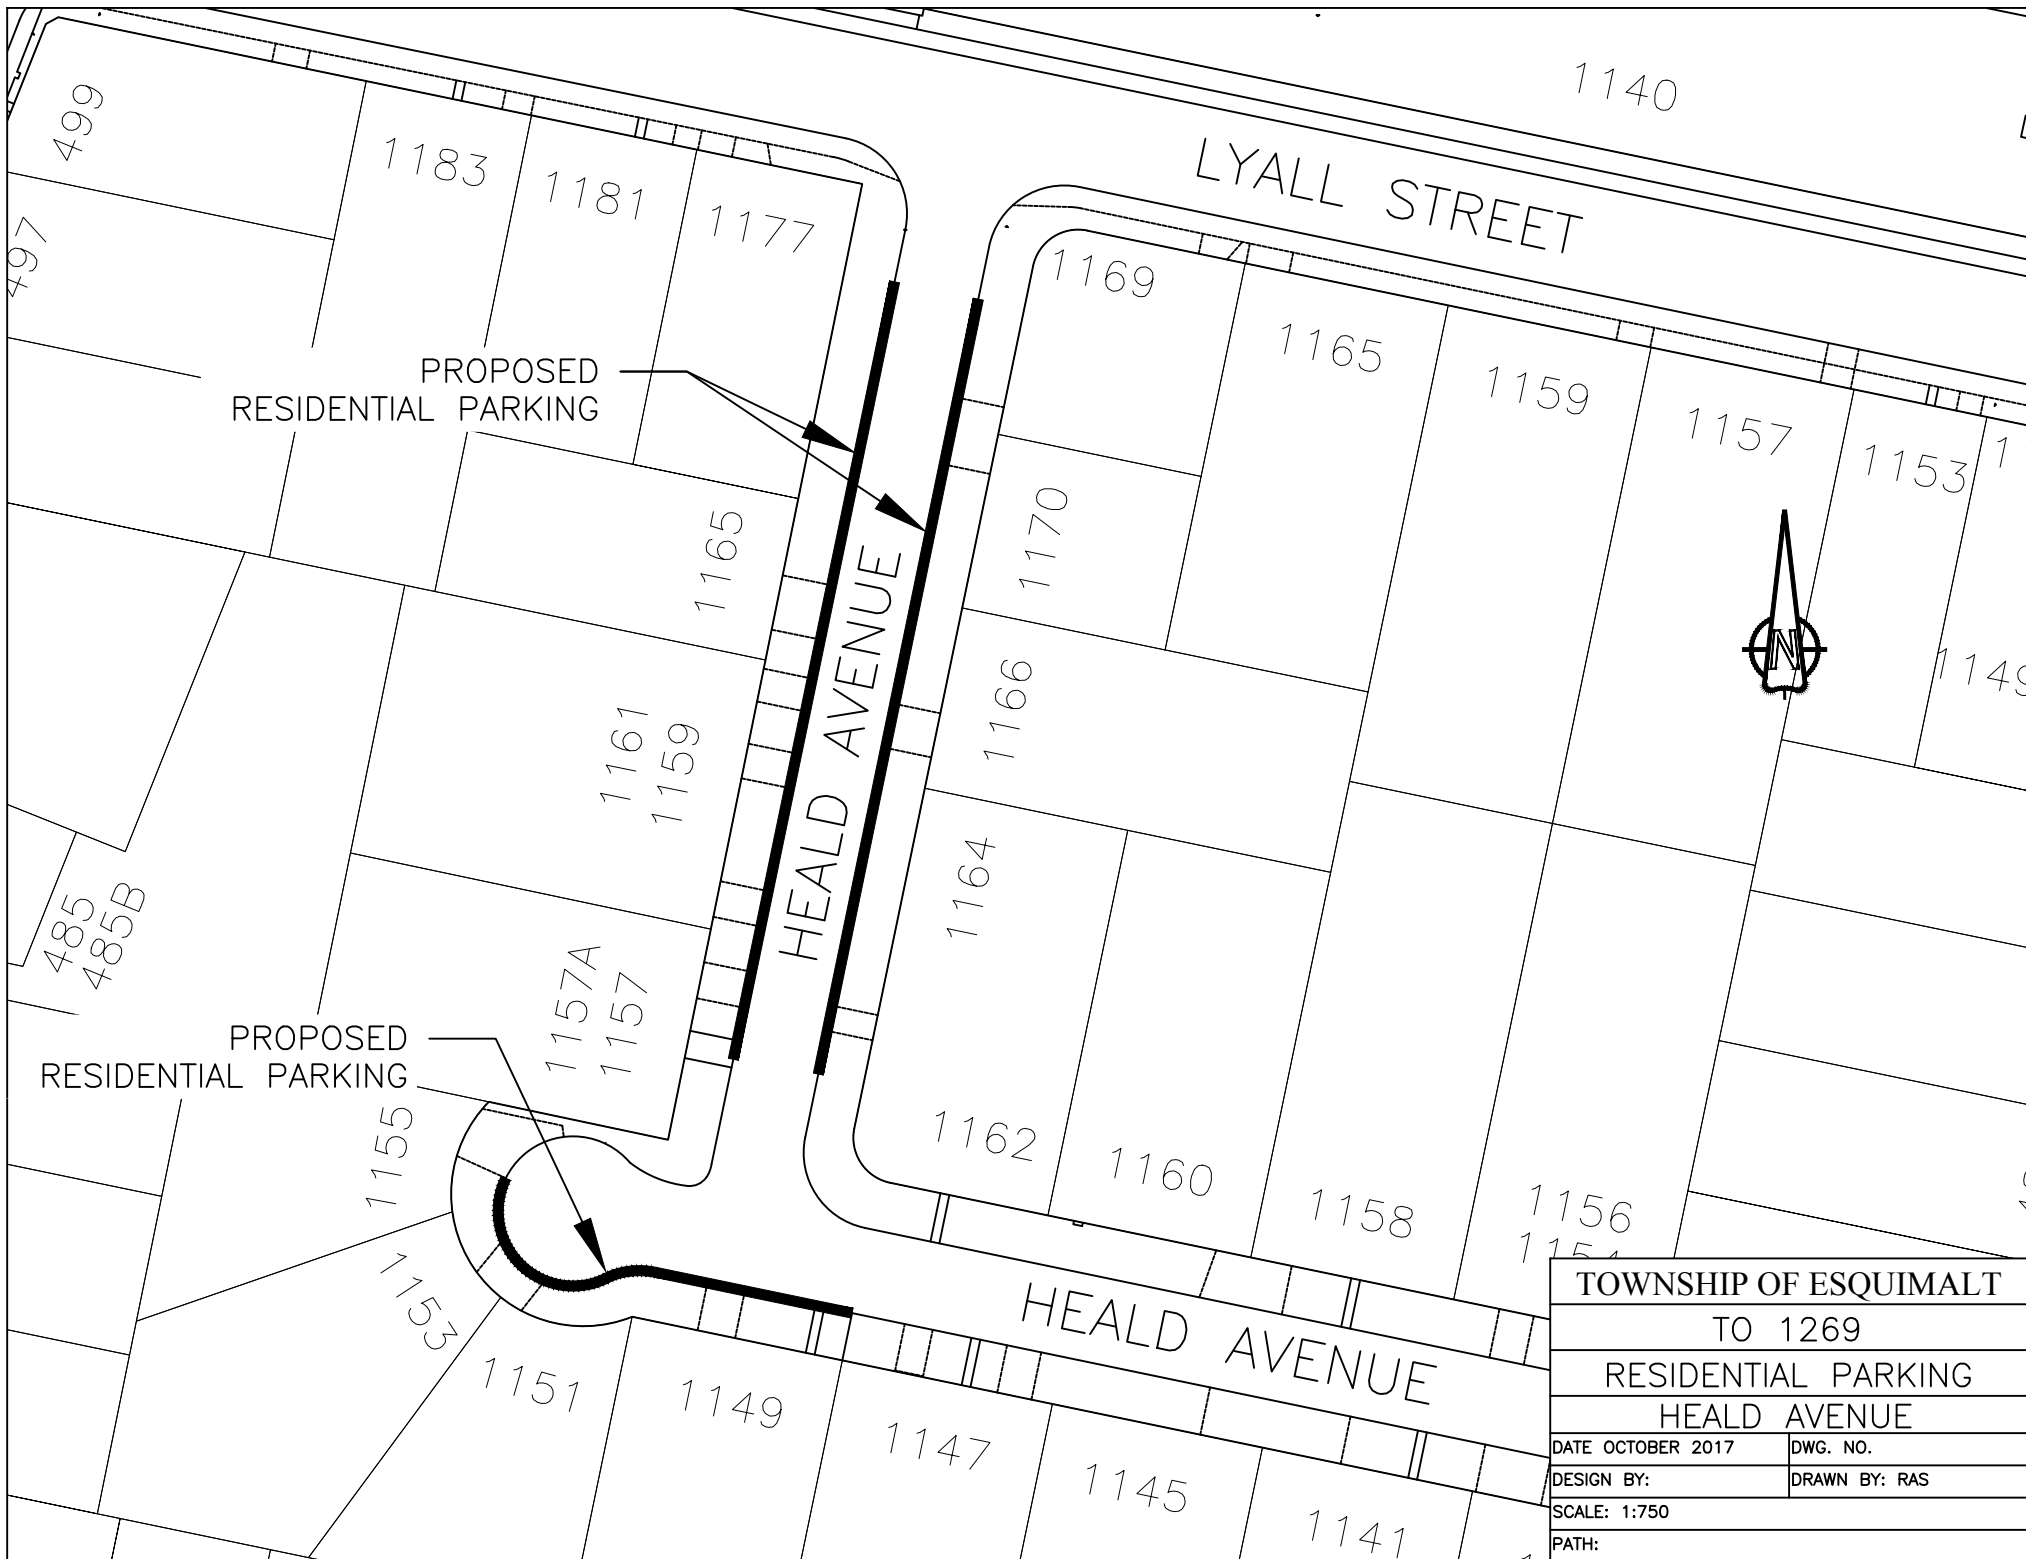 1140
LYALL STREET
499
1183
1181
1177
497
1169
1165
1159
1157
1153
PROPOSED
RESIDENTIAL PARKING
1165
1170
HEALD AVENUE
N
1166
1161
1159
1164
485
485B
1157A
1157
PROPOSED
RESIDENTIAL PARKING
1155
1162
1160
1158
1156
1153
1151
1149
1147
1145
1141
HEALD AVENUE
TOWNSHIP OF ESQUIMALT
TO 1269
RESIDENTIAL PARKING
HEALD AVENUE
DATE OCTOBER 2017
DWG. NO.
DESIGN BY:
DRAWN BY: RAS
SCALE: 1:750
PATH: